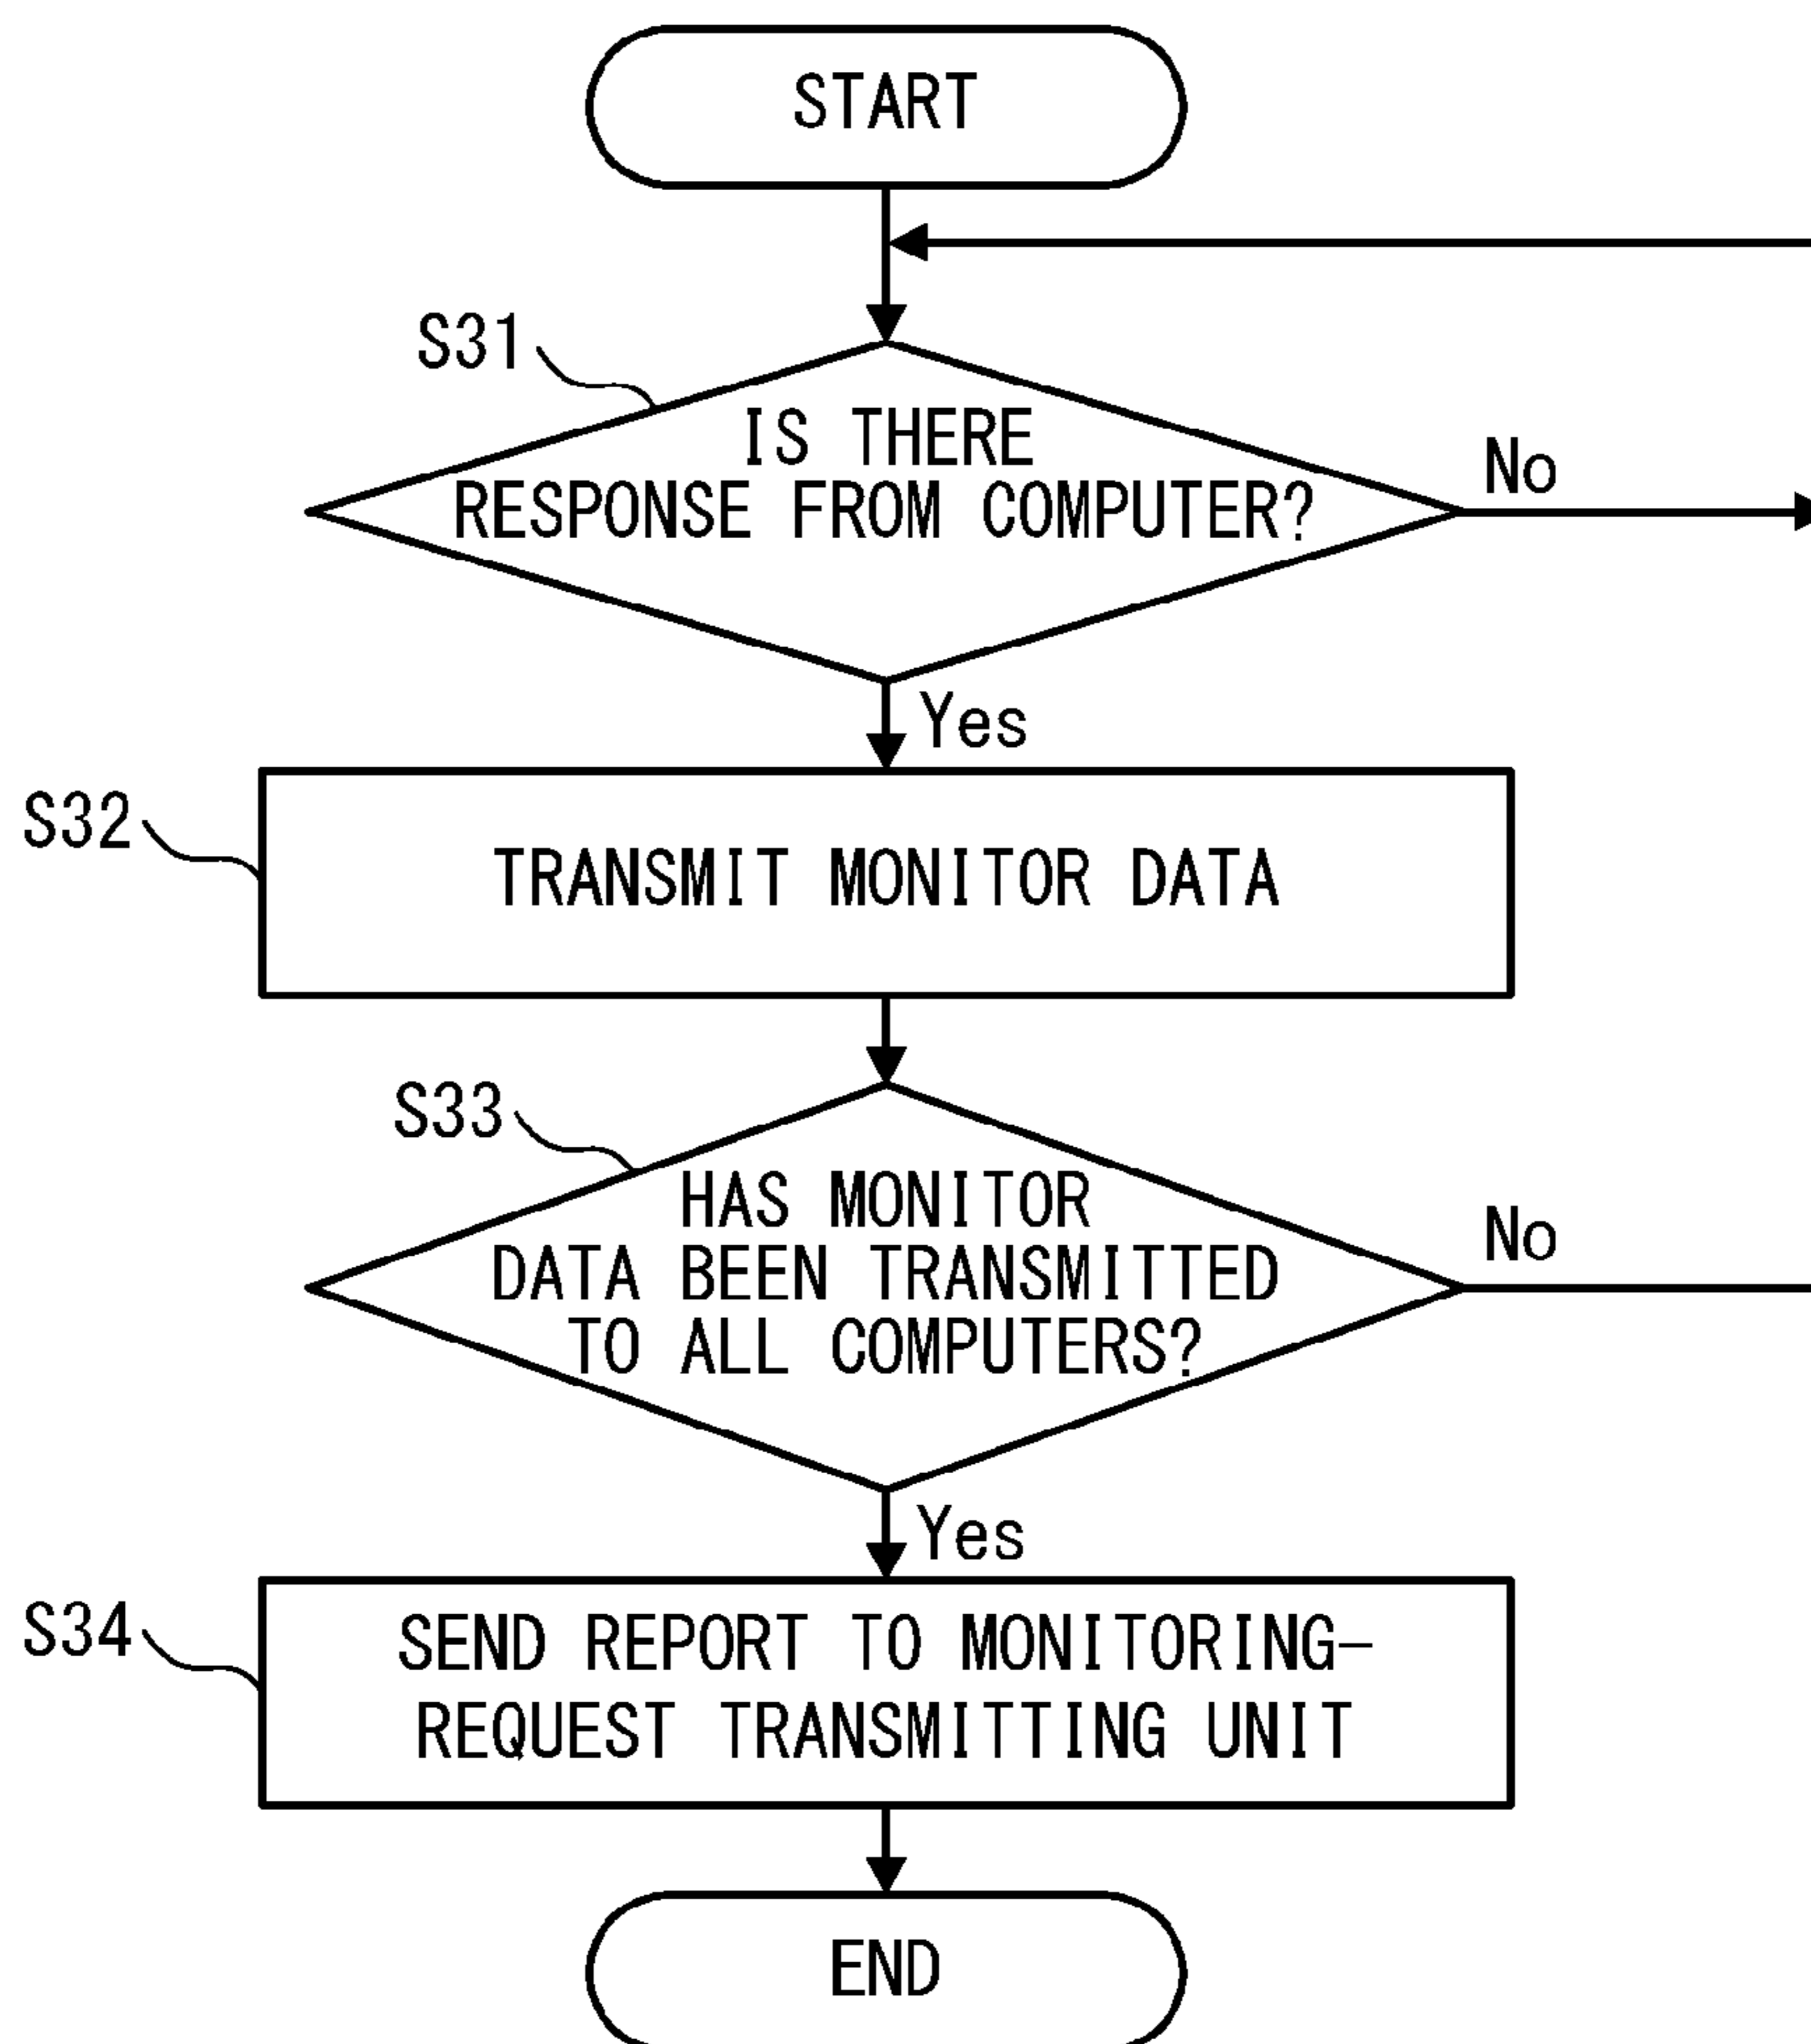 START
S31
IS THERE
RESPONSE FROM COMPUTER?
No
Yes
S32
TRANSMIT MONITOR DATA
S33
HAS MONITOR
DATA BEEN TRANSMITTED
TO ALL COMPUTERS?
No
Yes
S34
SEND REPORT TO MONITORING-
REQUEST TRANSMITTING UNIT
END